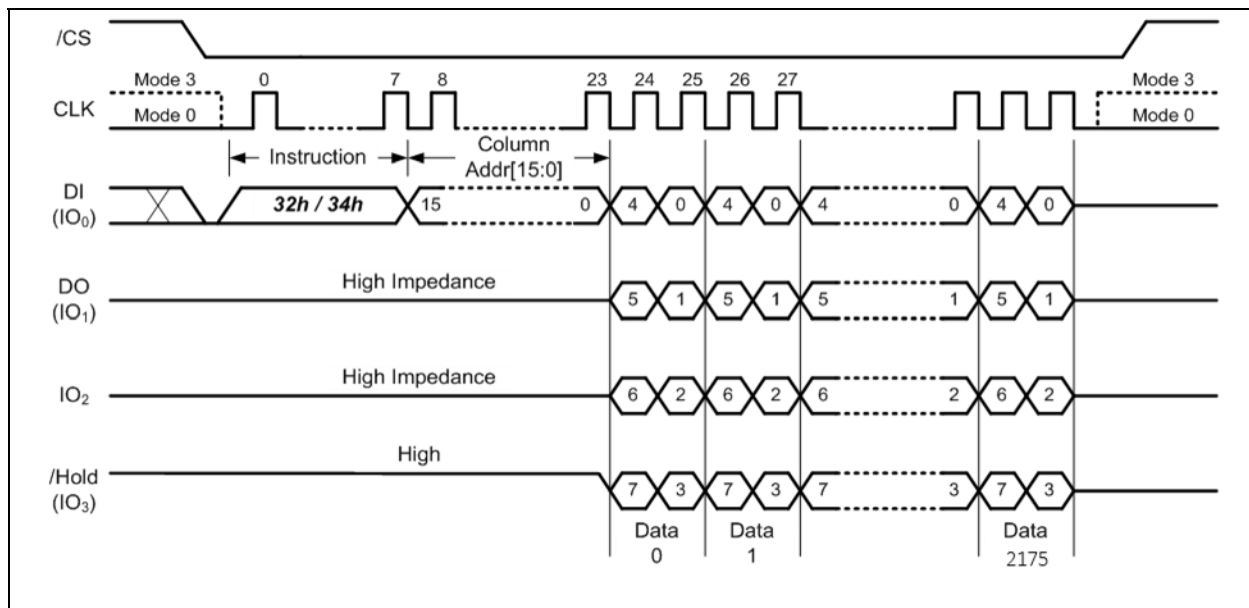 /CS
Mode 3 0 7 8 23 24 25 26 27 Mode 3
CLK
Mode 0 Mode 0
Instruction Column
Addr[15:0]
DI
(IO₀)
32h / 34h 15 0 4 0 4 0 4 0 4 0
High Impedance
DO
(IO₁)
5 1 5 1 5 1 5 1
High Impedance
IO₂ 6 2 6 2 6 2 6 2
High
/Hold
(IO₃)
7 3 7 3 7 3 7 3
Data Data Data
0 1 2175